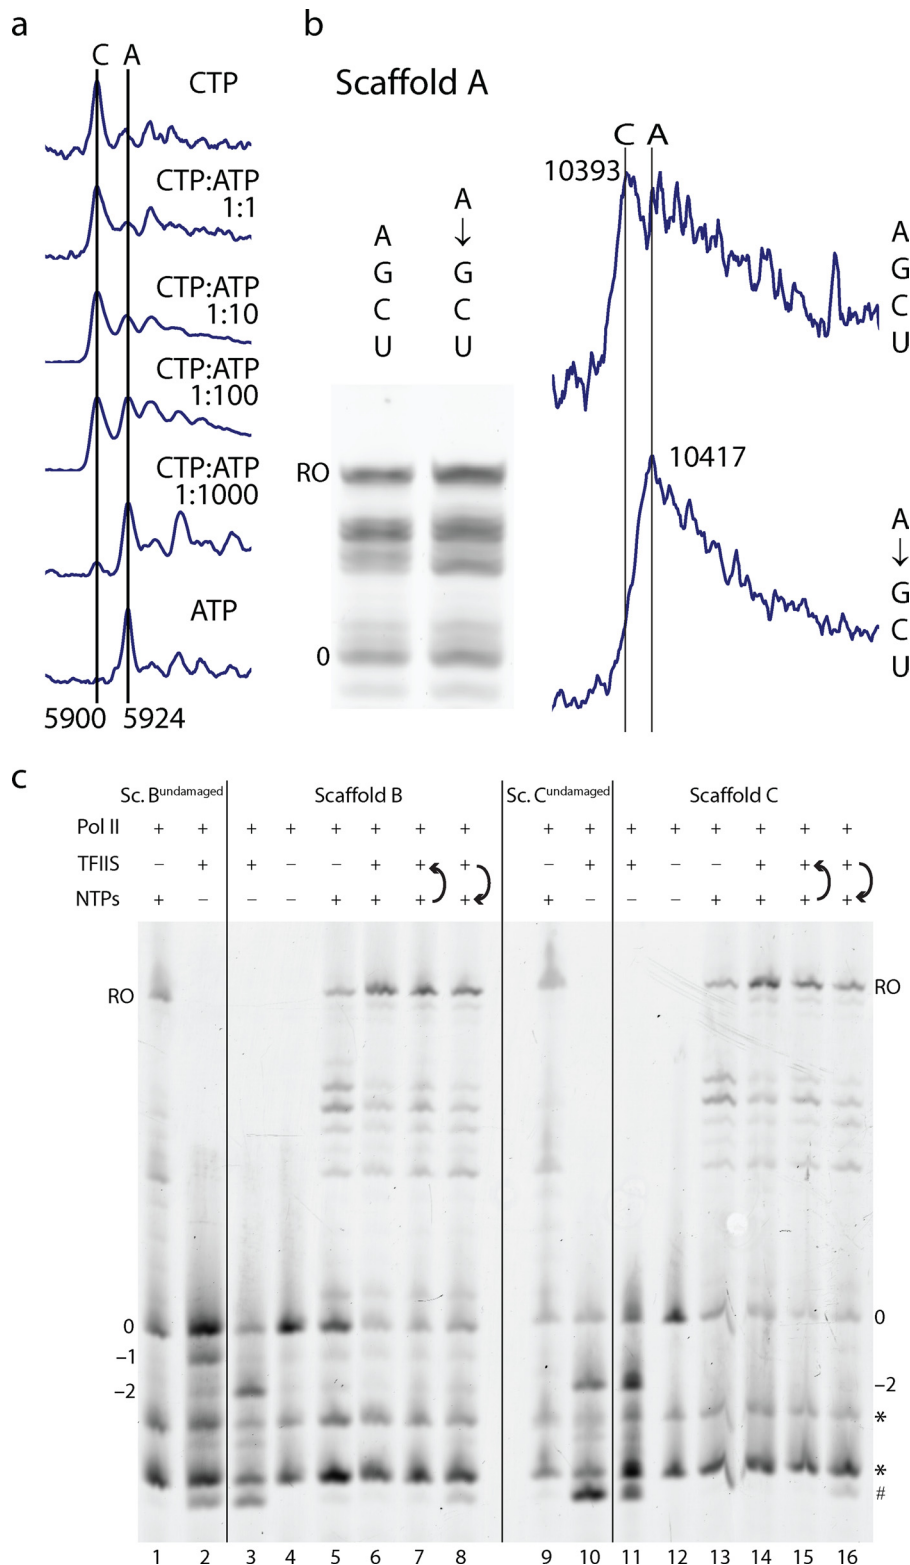 a
C A
CTP
CTP:ATP
1:1
CTP:ATP
1:10
CTP:ATP
1:100
CTP:ATP
1:1000
ATP
5900 5924
b
Scaffold A
A
G
C
U
A
↓
G
C
U
RO
0
C A
10393
A
G
C
U
10417
A
↓
G
C
U
c
Sc. Bundamaged Scaffold B Sc. Cundamaged Scaffold C
Pol II + + + + + + + + + + + + + + + +
TFIIS – + + – – + + + – + + – – + + +
NTPs + – – – + + + + + – – – + + + +
RO RO
0 0
–1
–2 –2
*
*
#
1 2 3 4 5 6 7 8 9 10 11 12 13 14 15 16